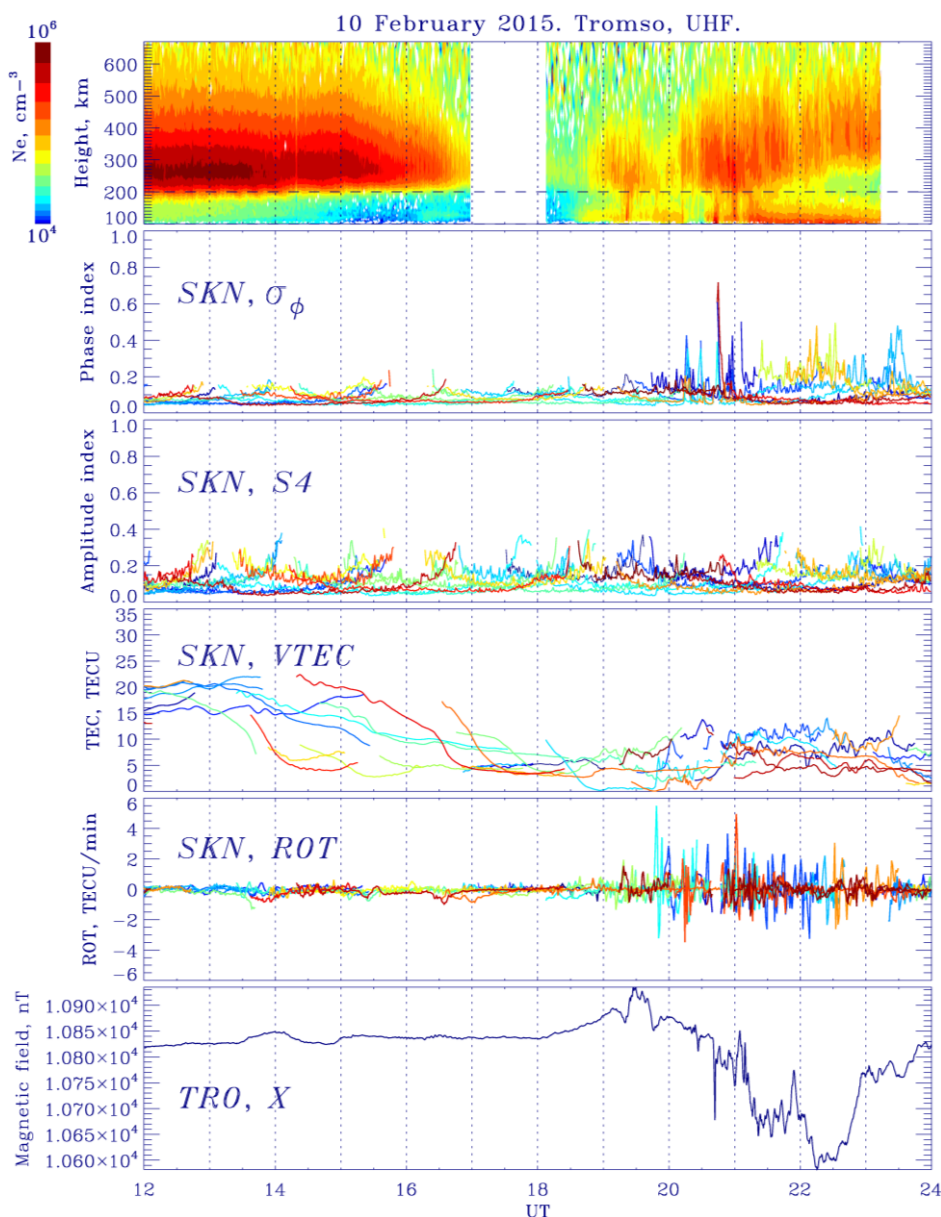 10 February 2015. Tromso, UHF.
10⁶
10⁴
Ne, cm⁻³
Height, km
600
500
400
300
200
100
Phase index
1.0
0.8
0.6
0.4
0.2
0.0
SKN, σϕ
Amplitude index
1.0
0.8
0.6
0.4
0.2
0.0
SKN, S4
TEC, TECU
35
30
25
20
15
10
5
0
SKN, VTEC
ROT, TECU/min
6
4
2
0
−2
−4
−6
SKN, ROT
Magnetic field, nT
1.090×10⁴
1.085×10⁴
1.080×10⁴
1.075×10⁴
1.070×10⁴
1.065×10⁴
1.060×10⁴
TRO, X
12 14 16 18 20 22 24
UT